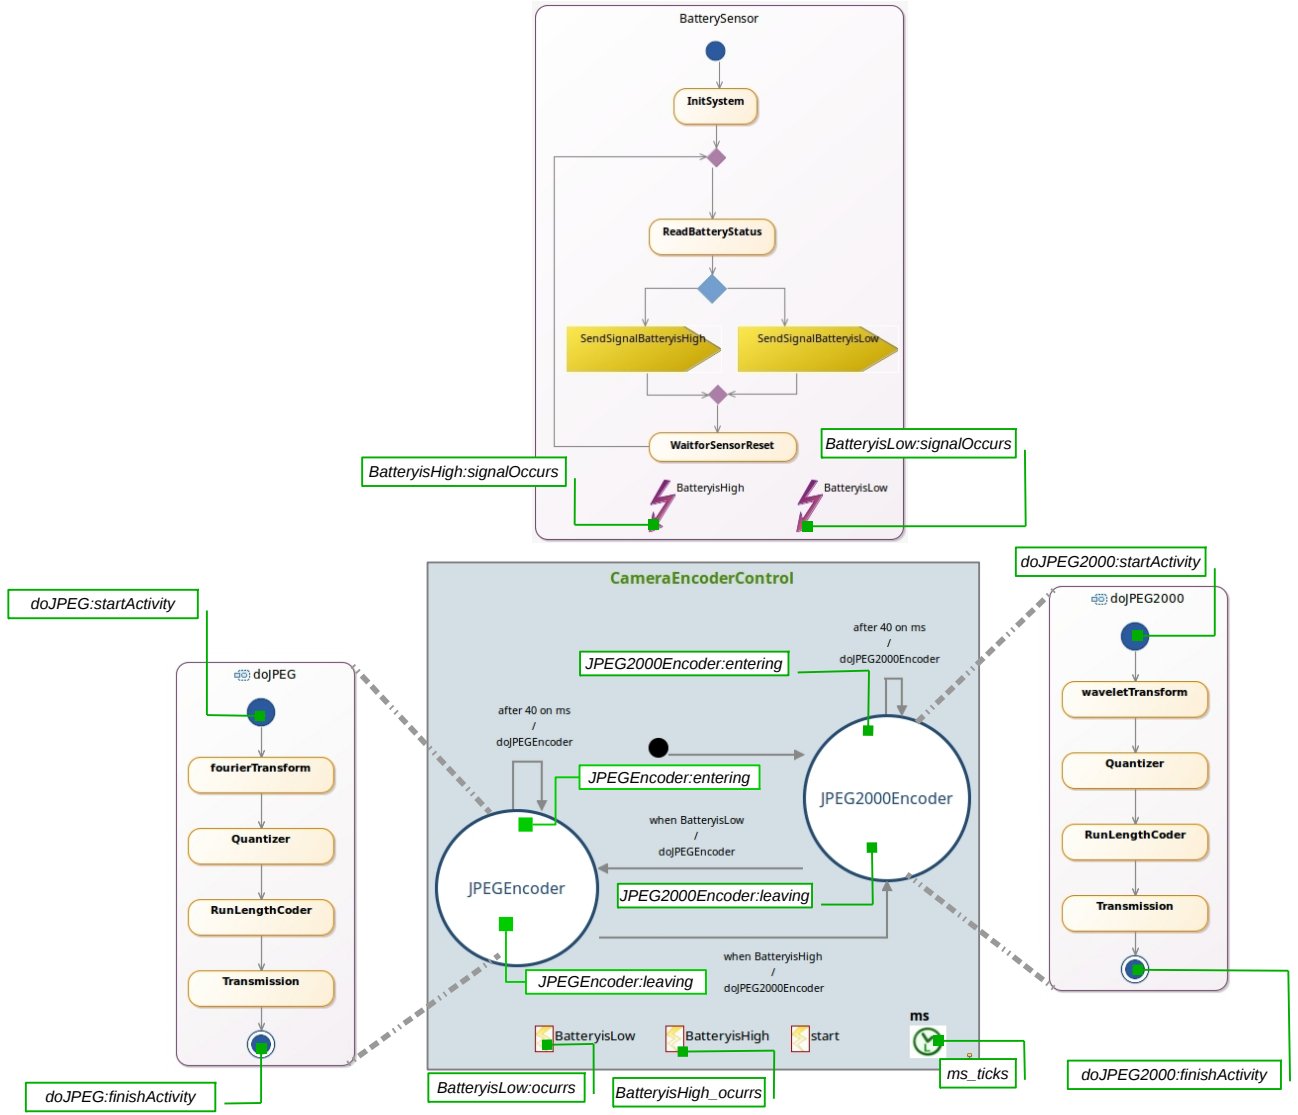 BatterySensor
InitSystem
ReadBatteryStatus
SendSignalBatteryisHigh
SendSignalBatteryisLow
WaitforSensorReset
BatteryisHigh:signalOccurs
BatteryisLow:signalOccurs
BatteryisHigh
BatteryisLow
doJPEG:startActivity
doJPEG
fourierTransform
Quantizer
RunLengthCoder
Transmission
doJPEG:finishActivity
CameraEncoderControl
after 40 on ms
/
doJPEG2000Encoder
JPEG2000Encoder:entering
after 40 on ms
/
doJPEGEncoder
JPEGEncoder:entering
JPEG2000Encoder
when BatteryisLow
/
doJPEGEncoder
JPEGEncoder
JPEG2000Encoder:leaving
when BatteryisHigh
/
doJPEG2000Encoder
JPEGEncoder:leaving
BatteryisLow
BatteryisHigh
start
ms
BatteryisLow:ocurrs
BatteryisHigh_ocurrs
ms_ticks
doJPEG2000:startActivity
doJPEG2000
waveletTransform
Quantizer
RunLengthCoder
Transmission
doJPEG2000:finishActivity